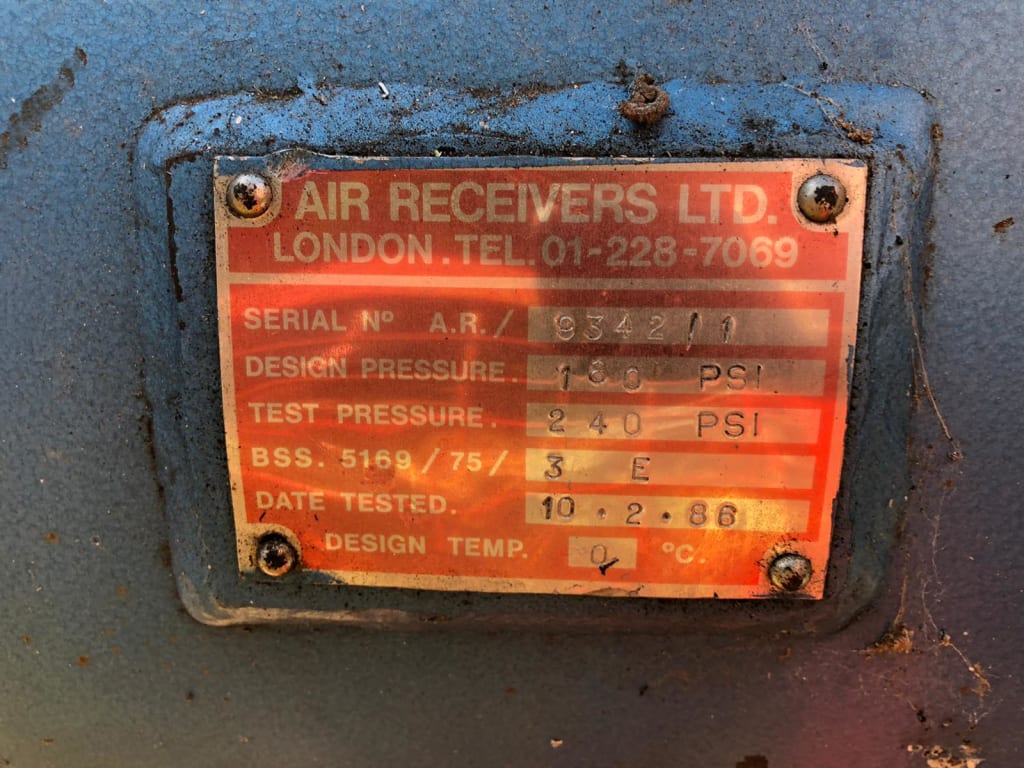 AIR RECEIVERS LTD.
LONDON. TEL. 01-228-7069
SERIAL Nº A.R./ 9342/1
DESIGN PRESSURE. 160 PSI
TEST PRESSURE. 240 PSI
BSS. 5169/75/ 3 E
DATE TESTED. 10.2.86
DESIGN TEMP. 0 ºC.